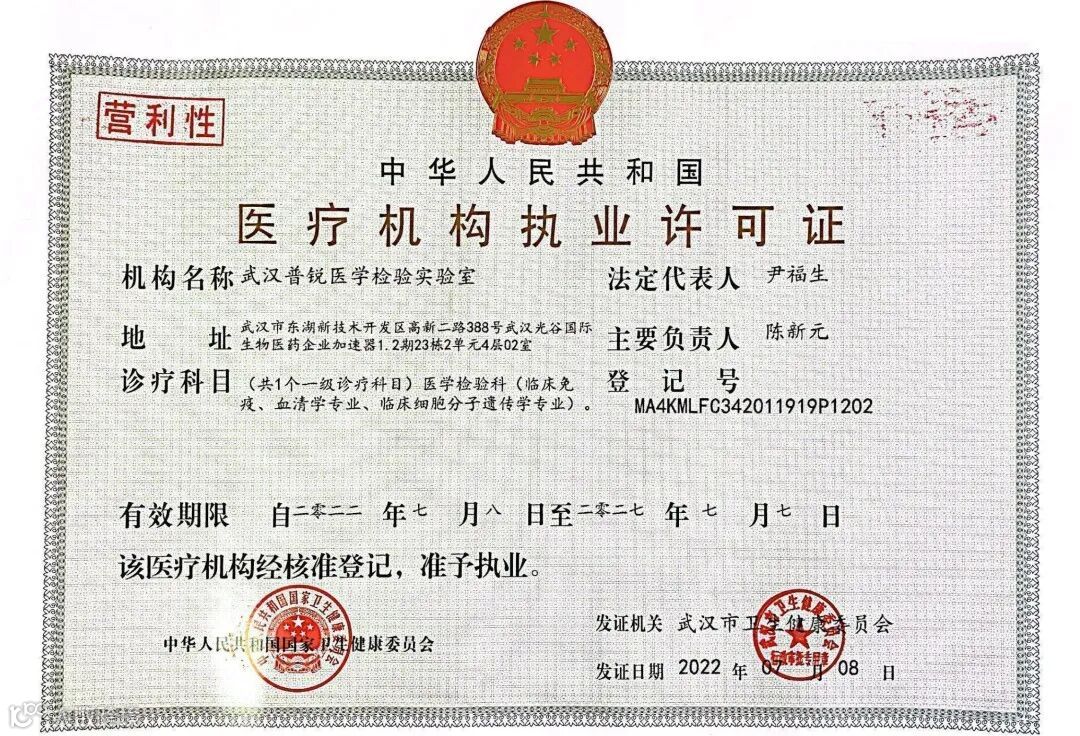 营利性
中华人民共和国
医疗机构执业许可证
机构名称 武汉普锐医学检验实验室
法定代表人 尹福生
地 址 武汉市东湖新技术开发区高新二路388号武汉光谷国际
生物医药企业加速器1.2期23栋2单元4层02室
主要负责人 陈新元
诊疗科目 (共1个一级诊疗科目)医学检验科(临床免
疫、血清学专业、临床细胞分子遗传学专业)。
登 记 号
MA4KMLFC342011919P1202
有效期限 自二〇二二 年七 月八 日至二〇二七 年 七 月七 日
该医疗机构经核准登记，准予执业。
中华人民共和国国家卫生健康委员会
发证机关 武汉市卫生健康委员会
发证日期 2022 年 07 月 08 日